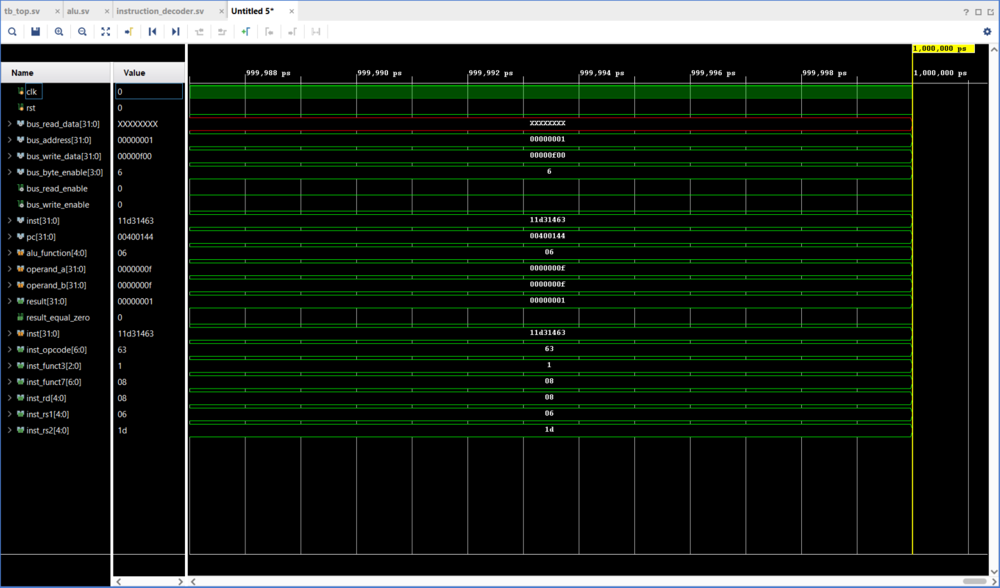 tb_top.sv × alu.sv × instruction_decoder.sv × Untitled 5* × ?
1,000,000 ps
Name Value 999,988 ps 999,990 ps 999,992 ps 999,994 ps 999,996 ps 999,998 ps 1,000,000 ps
clk 0
rst 0
bus_read_data[31:0] XXXXXXXX XXXXXXXX
bus_address[31:0] 00000001 00000001
bus_write_data[31:0] 00000f00 00000f00
bus_byte_enable[3:0] 6 6
bus_read_enable 0
bus_write_enable 0
inst[31:0] 11d31463 11d31463
pc[31:0] 00400144 00400144
alu_function[4:0] 06 06
operand_a[31:0] 0000000f 0000000f
operand_b[31:0] 0000000f 0000000f
result[31:0] 00000001 00000001
result_equal_zero 0
inst[31:0] 11d31463 11d31463
inst_opcode[6:0] 63 63
inst_funct3[2:0] 1 1
inst_funct7[6:0] 08 08
inst_rd[4:0] 08 08
inst_rs1[4:0] 06 06
inst_rs2[4:0] 1d 1d